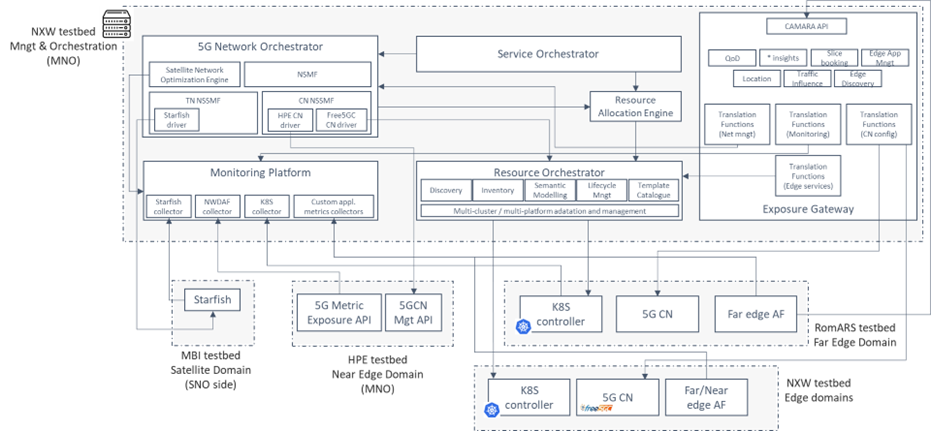 NXW testbed
Mngt & Orchestration
(MNO)
5G Network Orchestrator
Satellite Network
Optimization Engine
NSMF
TN NSSMF
Starfish
driver
CN NSSMF
HPE CN
driver
Free5GC
CN driver
Service Orchestrator
Resource
Allocation Engine
CAMARA API
QoD
* insights
Slice
booking
Edge App
Mngt
Location
Traffic
Influence
Edge
Discovery
Translation
Functions
(Net mngt)
Translation
Functions
(Monitoring)
Translation
Functions
(CN config)
Translation
Functions
(Edge services)
Exposure Gateway
Monitoring Platform
Starfish
collector
NWDAF
collector
K8S
collector
Custom appl.
metrics collectors
Resource Orchestrator
Discovery
Inventory
Semantic
Modelling
Lifecycle
Mngt
Template
Catalogue
Multi-cluster / multi-platform adatation and management
Starfish
MBI testbed
Satellite Domain
(SNO side)
5G Metric
Exposure API
5GCN
Mgt API
HPE testbed
Near Edge Domain
(MNO)
K8S
controller
5G CN
Far edge AF
RomARS testbed
Far Edge Domain
K8S
controller
5G CN
free5GC
Far/Near
edge AF
NXW testbed
Edge domains